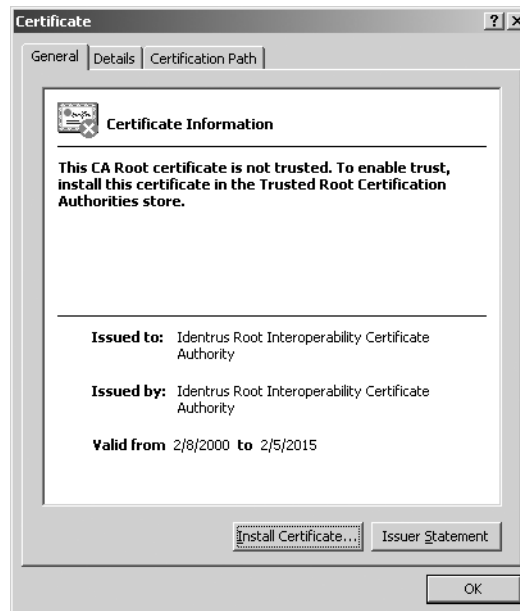 Certificate
General Details Certification Path
Certificate Information
This CA Root certificate is not trusted. To enable trust,
install this certificate in the Trusted Root Certification
Authorities store.
Issued to: Identrus Root Interoperability Certificate
Authority
Issued by: Identrus Root Interoperability Certificate
Authority
Valid from 2/8/2000 to 2/5/2015
Install Certificate... Issuer Statement
OK